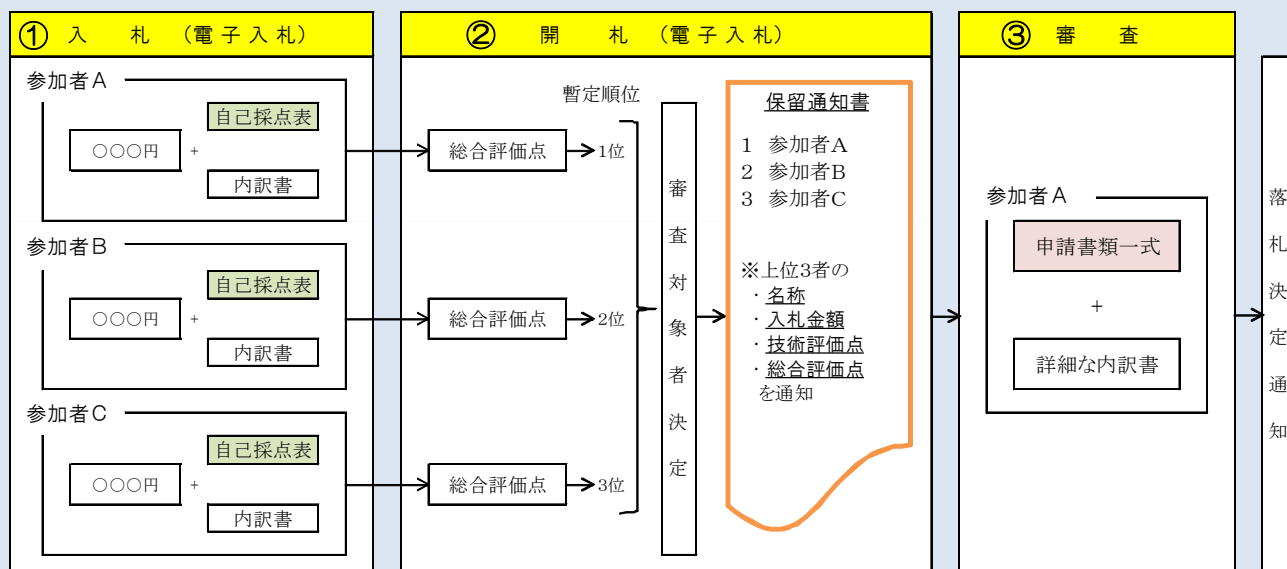 ① 入 札 （電子入札）
参加者A
自己採点表
○○○円 +
内訳書
参加者B
自己採点表
○○○円 +
内訳書
参加者C
自己採点表
○○○円 +
内訳書
② 開 札 （電子入札）
暫定順位
総合評価点 1位
総合評価点 2位
総合評価点 3位
審査対象者決定
保留通知書
1 参加者A
2 参加者B
3 参加者C
※上位3者の
・名称
・入札金額
・技術評価点
・総合評価点
を通知
③ 審 査
参加者A
申請書類一式
+
詳細な内訳書
落札決定通知